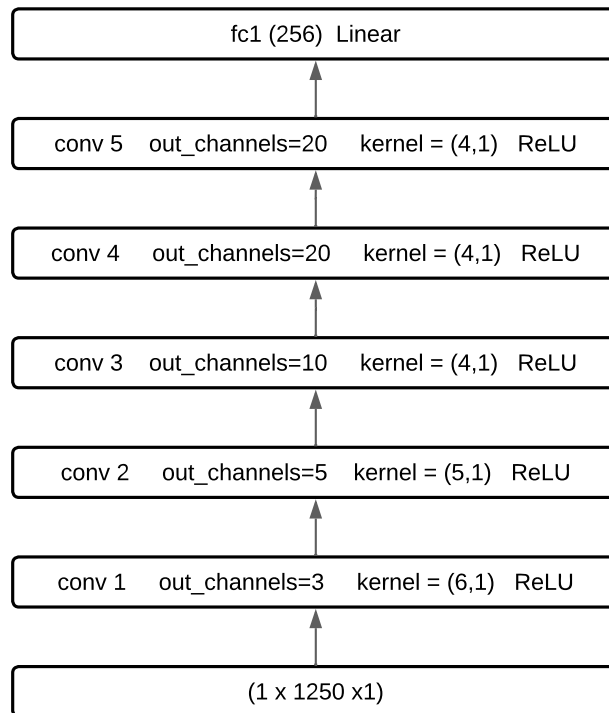 fc1 (256) Linear
conv 5 out_channels=20 kernel = (4,1) ReLU
conv 4 out_channels=20 kernel = (4,1) ReLU
conv 3 out_channels=10 kernel = (4,1) ReLU
conv 2 out_channels=5 kernel = (5,1) ReLU
conv 1 out_channels=3 kernel = (6,1) ReLU
(1 x 1250 x1)